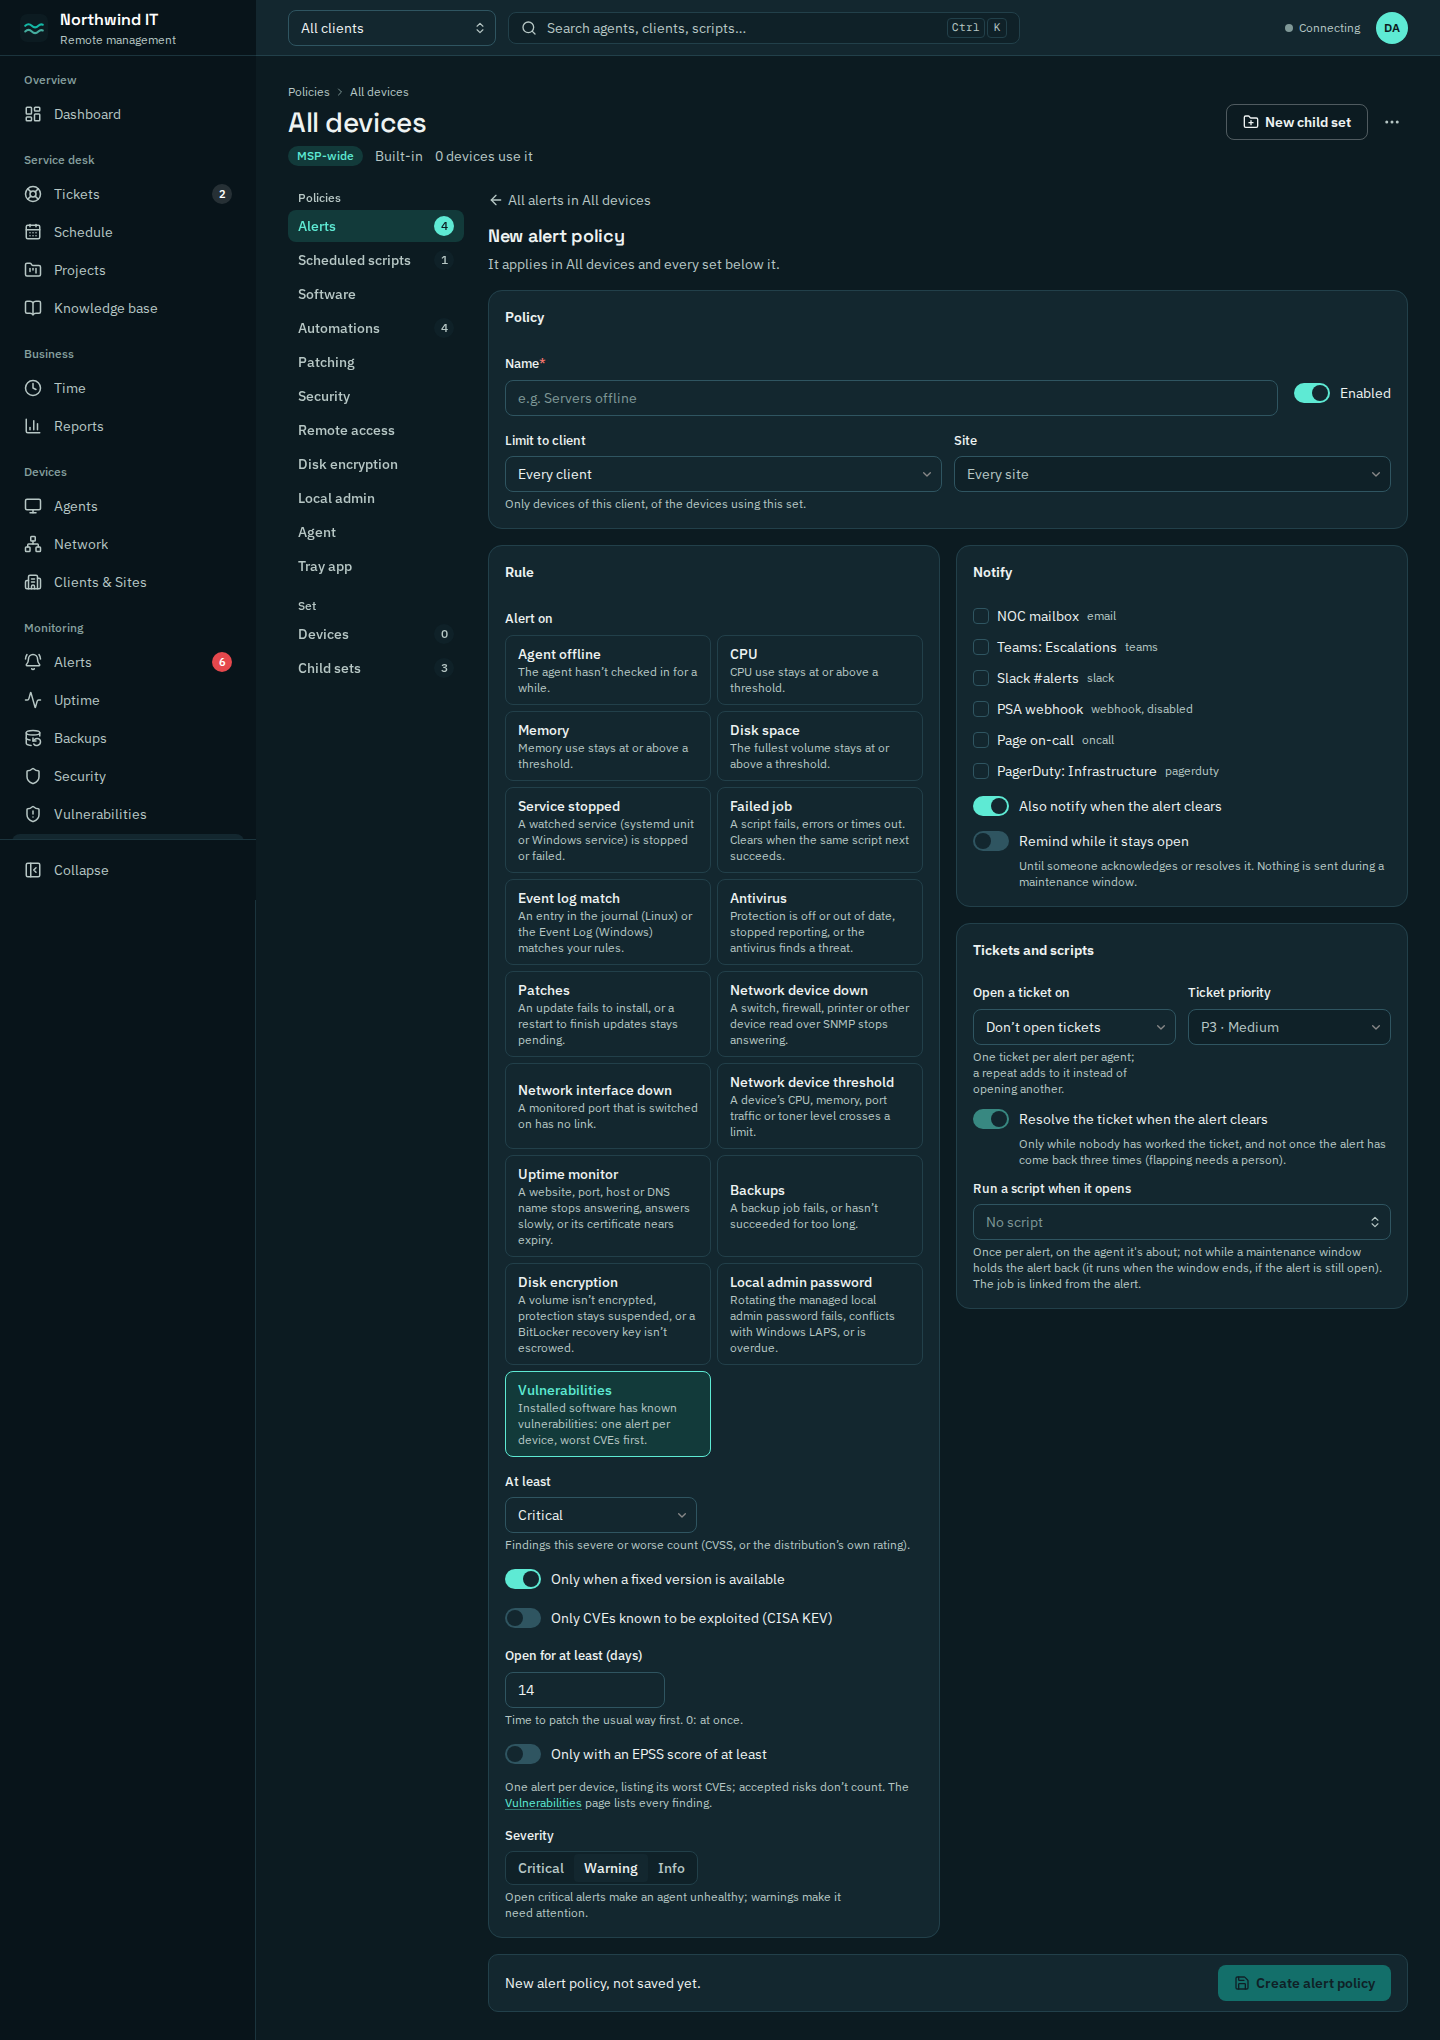 Northwind IT
Remote management
All clients
Search agents, clients, scripts…
Ctrl K
Connecting
DA
Overview
Dashboard
Service desk
Tickets
2
Schedule
Projects
Knowledge base
Business
Time
Reports
Devices
Agents
Network
Clients & Sites
Monitoring
Alerts
6
Uptime
Backups
Security
Vulnerabilities
Collapse
Policies
All devices
All devices
MSP-wide
Built-in
0 devices use it
New child set
Policies
Alerts
4
Scheduled scripts
1
Software
Automations
4
Patching
Security
Remote access
Disk encryption
Local admin
Agent
Tray app
Set
Devices
0
Child sets
3
All alerts in All devices
New alert policy
It applies in All devices and every set below it.
Policy
Name*
e.g. Servers offline
Enabled
Limit to client
Every client
Only devices of this client, of the devices using this set.
Site
Every site
Rule
Alert on
Agent offline
The agent hasn’t checked in for a
while.
CPU
CPU use stays at or above a
threshold.
Memory
Memory use stays at or above a
threshold.
Disk space
The fullest volume stays at or
above a threshold.
Service stopped
A watched service (systemd unit
or Windows service) is stopped
or failed.
Failed job
A script fails, errors or times out.
Clears when the same script next
succeeds.
Event log match
An entry in the journal (Linux) or
the Event Log (Windows)
matches your rules.
Antivirus
Protection is off or out of date,
stopped reporting, or the
antivirus finds a threat.
Patches
An update fails to install, or a
restart to finish updates stays
pending.
Network device down
A switch, firewall, printer or other
device read over SNMP stops
answering.
Network interface down
A monitored port that is switched
on has no link.
Network device threshold
A device’s CPU, memory, port
traffic or toner level crosses a
limit.
Uptime monitor
A website, port, host or DNS
name stops answering, answers
slowly, or its certificate nears
expiry.
Backups
A backup job fails, or hasn’t
succeeded for too long.
Disk encryption
A volume isn’t encrypted,
protection stays suspended, or a
BitLocker recovery key isn’t
escrowed.
Local admin password
Rotating the managed local
admin password fails, conflicts
with Windows LAPS, or is
overdue.
Vulnerabilities
Installed software has known
vulnerabilities: one alert per
device, worst CVEs first.
At least
Critical
Findings this severe or worse count (CVSS, or the distribution’s own rating).
Only when a fixed version is available
Only CVEs known to be exploited (CISA KEV)
Open for at least (days)
14
Time to patch the usual way first. 0: at once.
Only with an EPSS score of at least
One alert per device, listing its worst CVEs; accepted risks don’t count. The
Vulnerabilities page lists every finding.
Severity
Critical
Warning
Info
Open critical alerts make an agent unhealthy; warnings make it
need attention.
Notify
NOC mailbox email
Teams: Escalations teams
Slack #alerts slack
PSA webhook webhook, disabled
Page on-call oncall
PagerDuty: Infrastructure pagerduty
Also notify when the alert clears
Remind while it stays open
Until someone acknowledges or resolves it. Nothing is sent during a
maintenance window.
Tickets and scripts
Open a ticket on
Don’t open tickets
One ticket per alert per agent;
a repeat adds to it instead of
opening another.
Ticket priority
P3 · Medium
Resolve the ticket when the alert clears
Only while nobody has worked the ticket, and not once the alert has
come back three times (flapping needs a person).
Run a script when it opens
No script
Once per alert, on the agent it’s about; not while a maintenance window
holds the alert back (it runs when the window ends, if the alert is still open).
The job is linked from the alert.
New alert policy, not saved yet.
Create alert policy